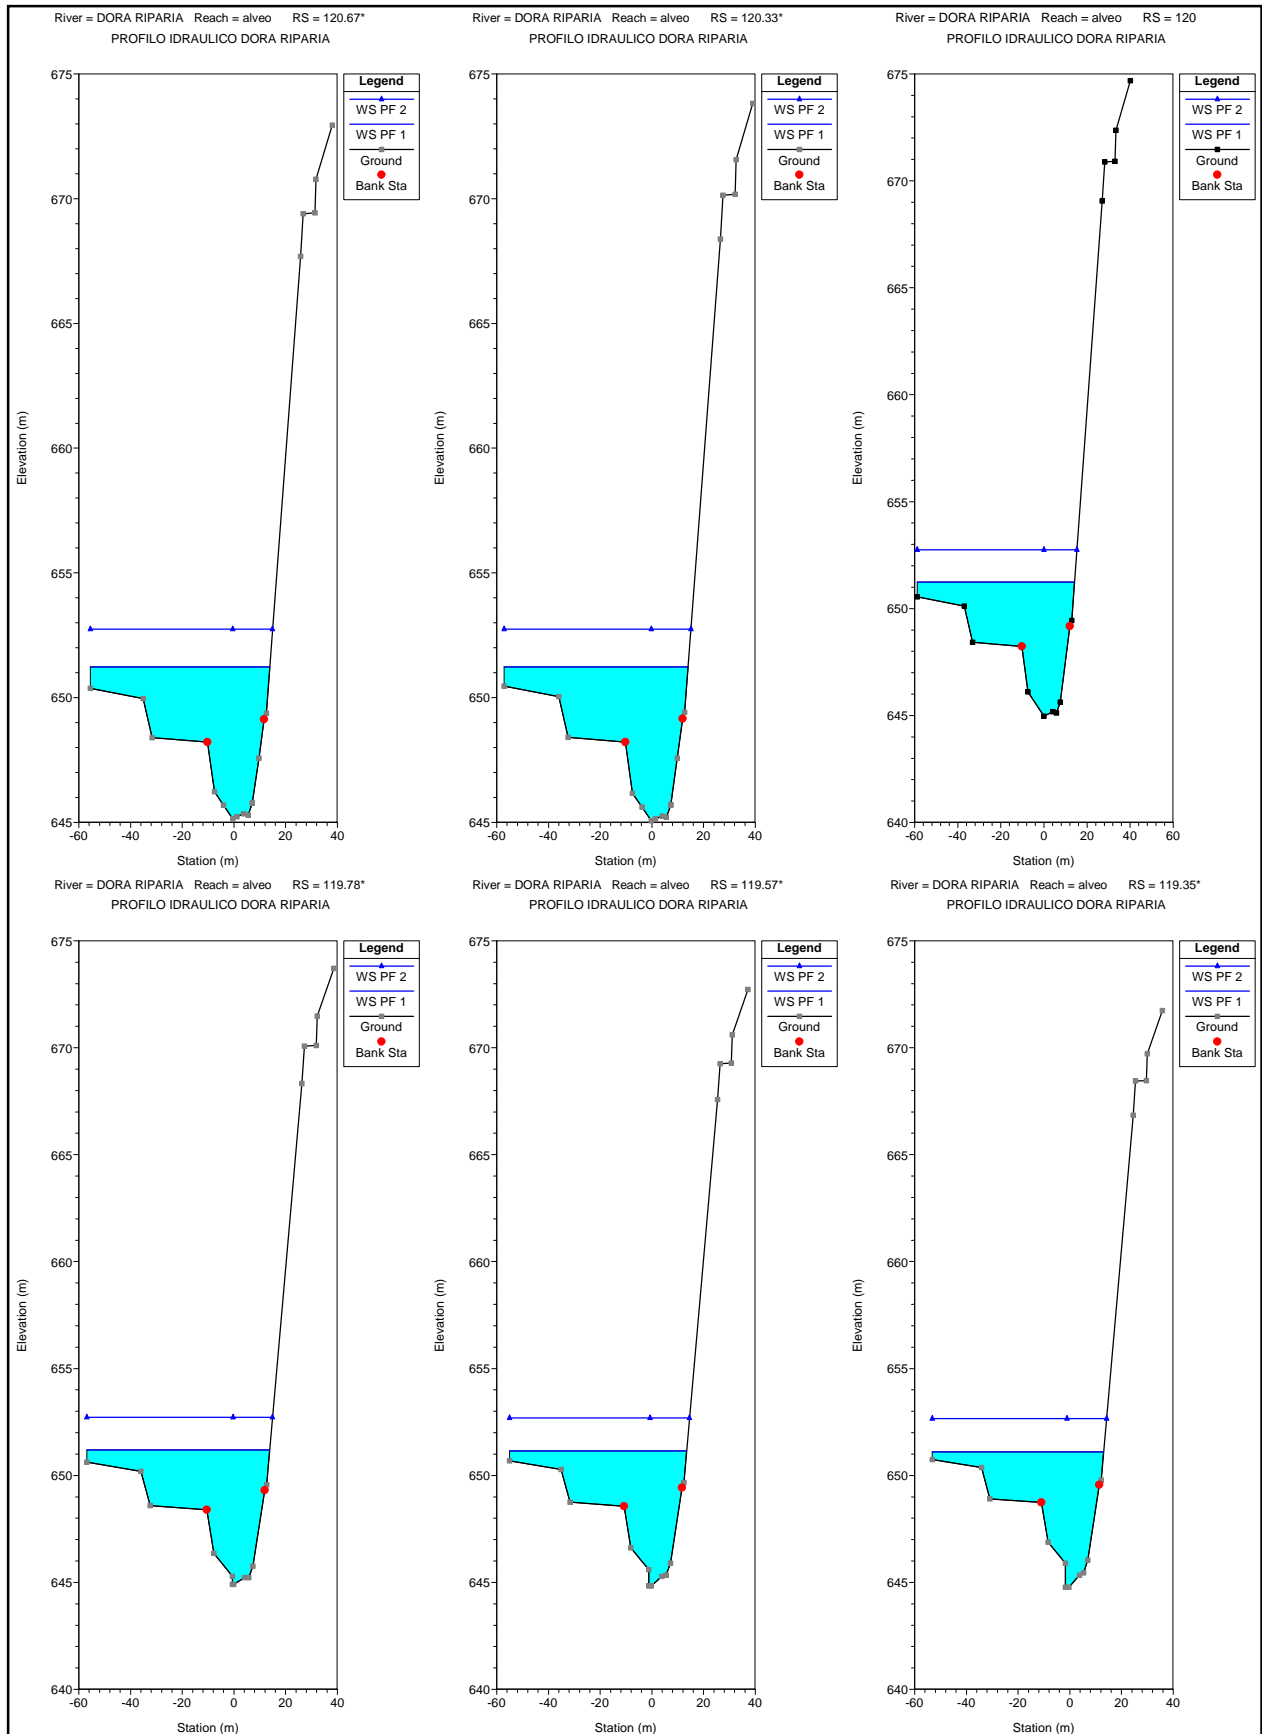 River = DORA RIPARIA   Reach = alveo      RS = 120.67*
PROFILO IDRAULICO DORA RIPARIA
675
670
665
660
655
650
645
-60 -40 -20 0 20 40
Elevation (m)
Station (m)
Legend
WS PF 2
WS PF 1
Ground
Bank Sta
River = DORA RIPARIA   Reach = alveo      RS = 120.33*
PROFILO IDRAULICO DORA RIPARIA
675
670
665
660
655
650
645
-60 -40 -20 0 20 40
Elevation (m)
Station (m)
Legend
WS PF 2
WS PF 1
Ground
Bank Sta
River = DORA RIPARIA   Reach = alveo      RS = 120
PROFILO IDRAULICO DORA RIPARIA
675
670
665
660
655
650
645
640
-60 -40 -20 0 20 40 60
Elevation (m)
Station (m)
Legend
WS PF 2
WS PF 1
Ground
Bank Sta
River = DORA RIPARIA   Reach = alveo      RS = 119.78*
PROFILO IDRAULICO DORA RIPARIA
675
670
665
660
655
650
645
640
-60 -40 -20 0 20 40
Elevation (m)
Station (m)
Legend
WS PF 2
WS PF 1
Ground
Bank Sta
River = DORA RIPARIA   Reach = alveo      RS = 119.57*
PROFILO IDRAULICO DORA RIPARIA
675
670
665
660
655
650
645
640
-60 -40 -20 0 20 40
Elevation (m)
Station (m)
Legend
WS PF 2
WS PF 1
Ground
Bank Sta
River = DORA RIPARIA   Reach = alveo      RS = 119.35*
PROFILO IDRAULICO DORA RIPARIA
675
670
665
660
655
650
645
640
-60 -40 -20 0 20 40
Elevation (m)
Station (m)
Legend
WS PF 2
WS PF 1
Ground
Bank Sta